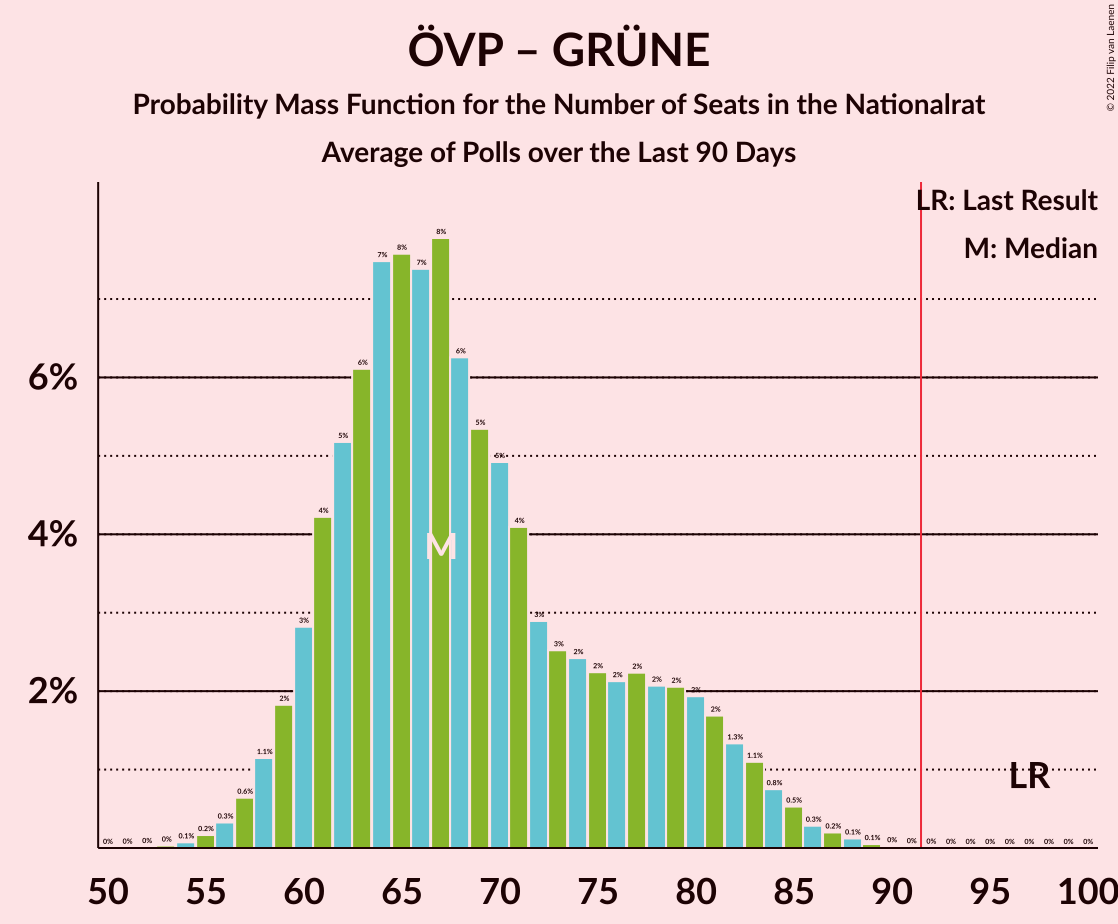 ÖVP – GRÜNE
Probability Mass Function for the Number of Seats in the Nationalrat
Average of Polls over the Last 90 Days
© 2022 Filip van Laenen
LR: Last Result
M: Median
6%
4%
2%
0% 0% 0% 0% 0.1% 0.2% 0.3% 0.6% 1.1% 2% 3% 4% 5% 6% 7% 8% 7% 8% 6% 5% 5% 4% 3% 3% 2% 2% 2% 2% 2% 2% 2% 2% 1.3% 1.1% 0.8% 0.5% 0.3% 0.2% 0.1% 0.1% 0% 0% 0% 0% 0% 0% 0% 0% 0% 0% 0%
M
LR
50 55 60 65 70 75 80 85 90 95 100